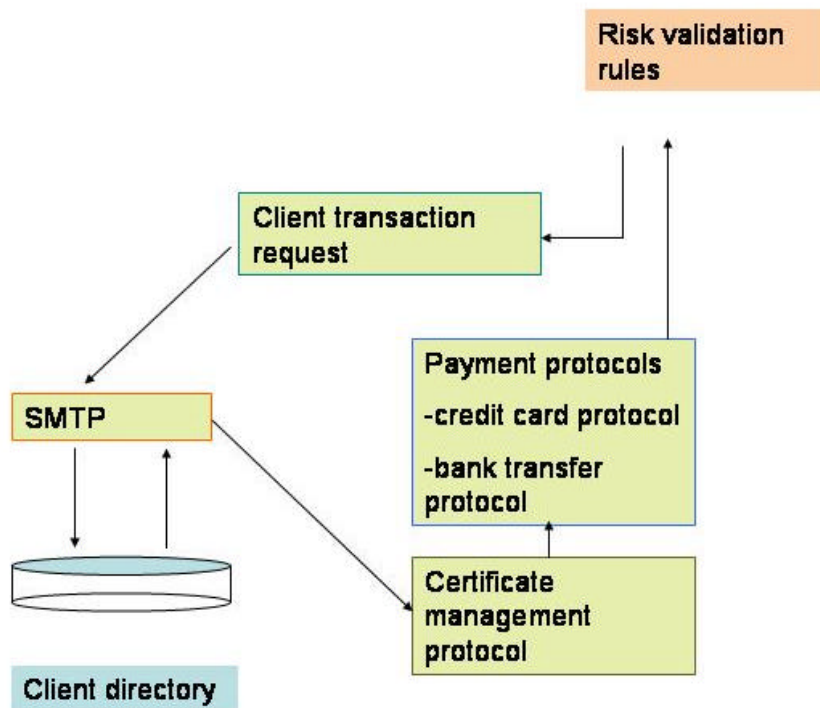 Risk validation
rules
Client transaction
request
Payment protocols
-credit card protocol
-bank transfer
protocol
SMTP
Certificate
management
protocol
Client directory